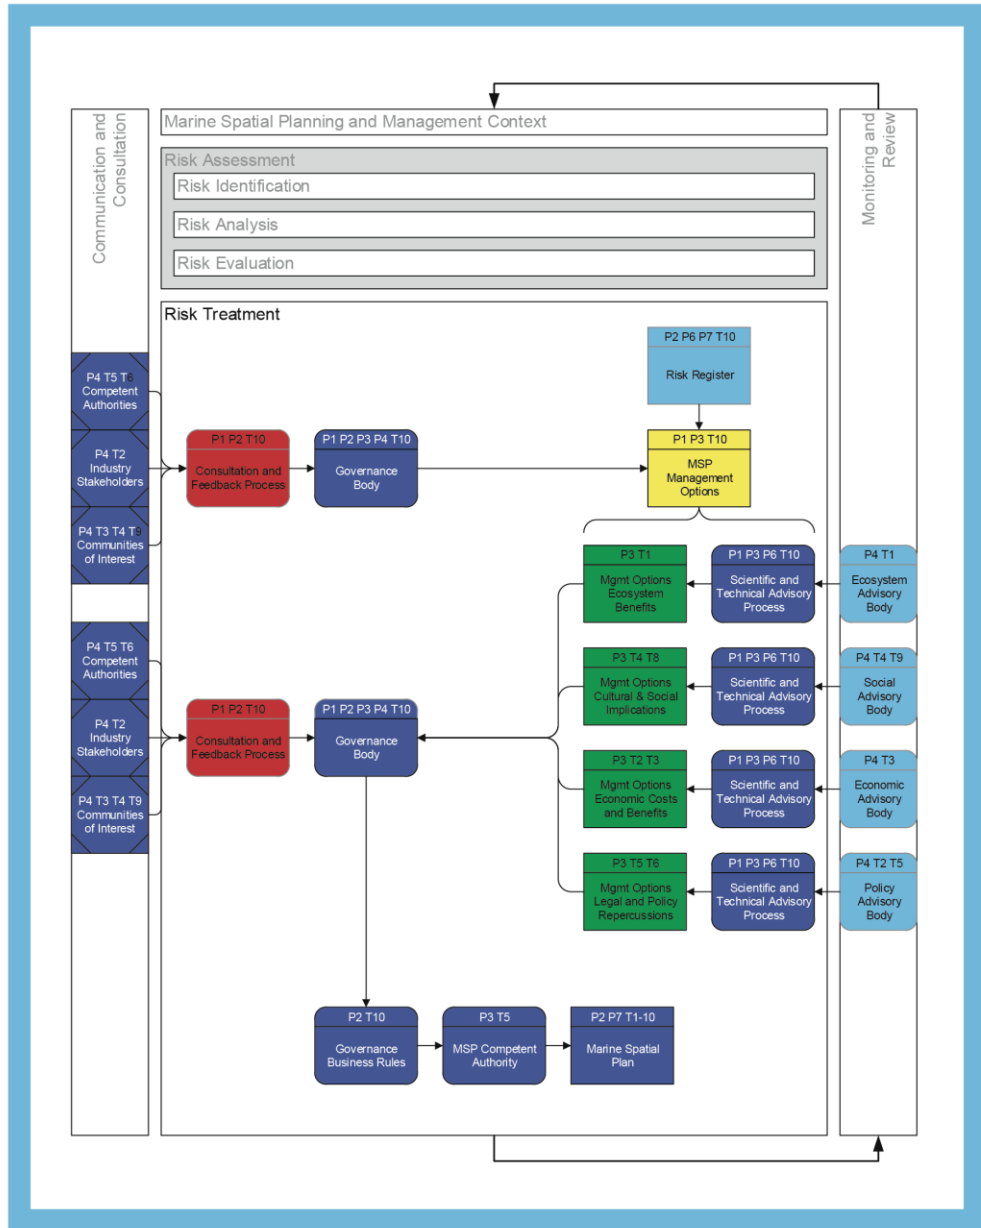 Communication and
Consultation
Marine Spatial Planning and Management Context
Risk Assessment
Risk Identification
Risk Analysis
Risk Evaluation
Monitoring and
Review
Risk Treatment
P2 P6 P7 T10
Risk Register
P4 T5 T6
Competent
Authorities
P4 T2
Industry
Stakeholders
P4 T3 T4 T9
Communities
of Interest
P1 P2 T10
Consultation and
Feedback Process
P1 P2 P3 P4 T10
Governance
Body
P1 P3 T10
MSP
Management
Options
P3 T1
Mgmt Options
Ecosystem
Benefits
P1 P3 P6 T10
Scientific and
Technical Advisory
Process
P4 T1
Ecosystem
Advisory
Body
P3 T4 T8
Mgmt Options
Cultural & Social
Implications
P1 P3 P6 T10
Scientific and
Technical Advisory
Process
P4 T4 T9
Social
Advisory
Body
P4 T5 T6
Competent
Authorities
P4 T2
Industry
Stakeholders
P4 T3 T4 T9
Communities
of Interest
P1 P2 T10
Consultation and
Feedback Process
P1 P2 P3 P4 T10
Governance
Body
P3 T2 T3
Mgmt Options
Economic Costs
and Benefits
P1 P3 P6 T10
Scientific and
Technical Advisory
Process
P4 T3
Economic
Advisory
Body
P3 T5 T6
Mgmt Options
Legal and Policy
Repercussions
P1 P3 P6 T10
Scientific and
Technical Advisory
Process
P4 T2 T5
Policy
Advisory
Body
P2 T10
Governance
Business Rules
P3 T5
MSP Competent
Authority
P2 P7 T1-10
Marine Spatial
Plan